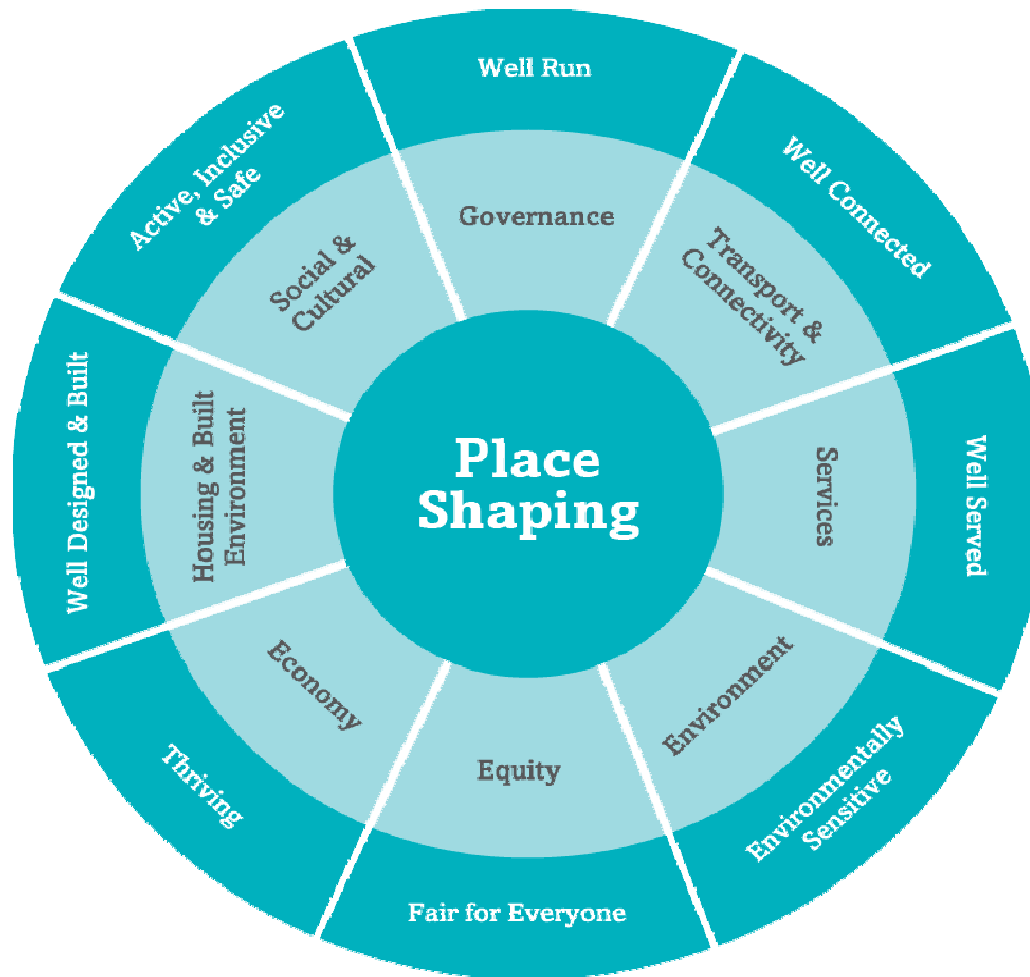 Well Run
Governance
Well Connected
Transport &
Connectivity
Well Served
Services
Environmentally
Sensitive
Environment
Fair for Everyone
Equity
Thriving
Economy
Well Designed & Built
Housing & Built
Environment
Active, Inclusive
& Safe
Social &
Cultural
Place
Shaping